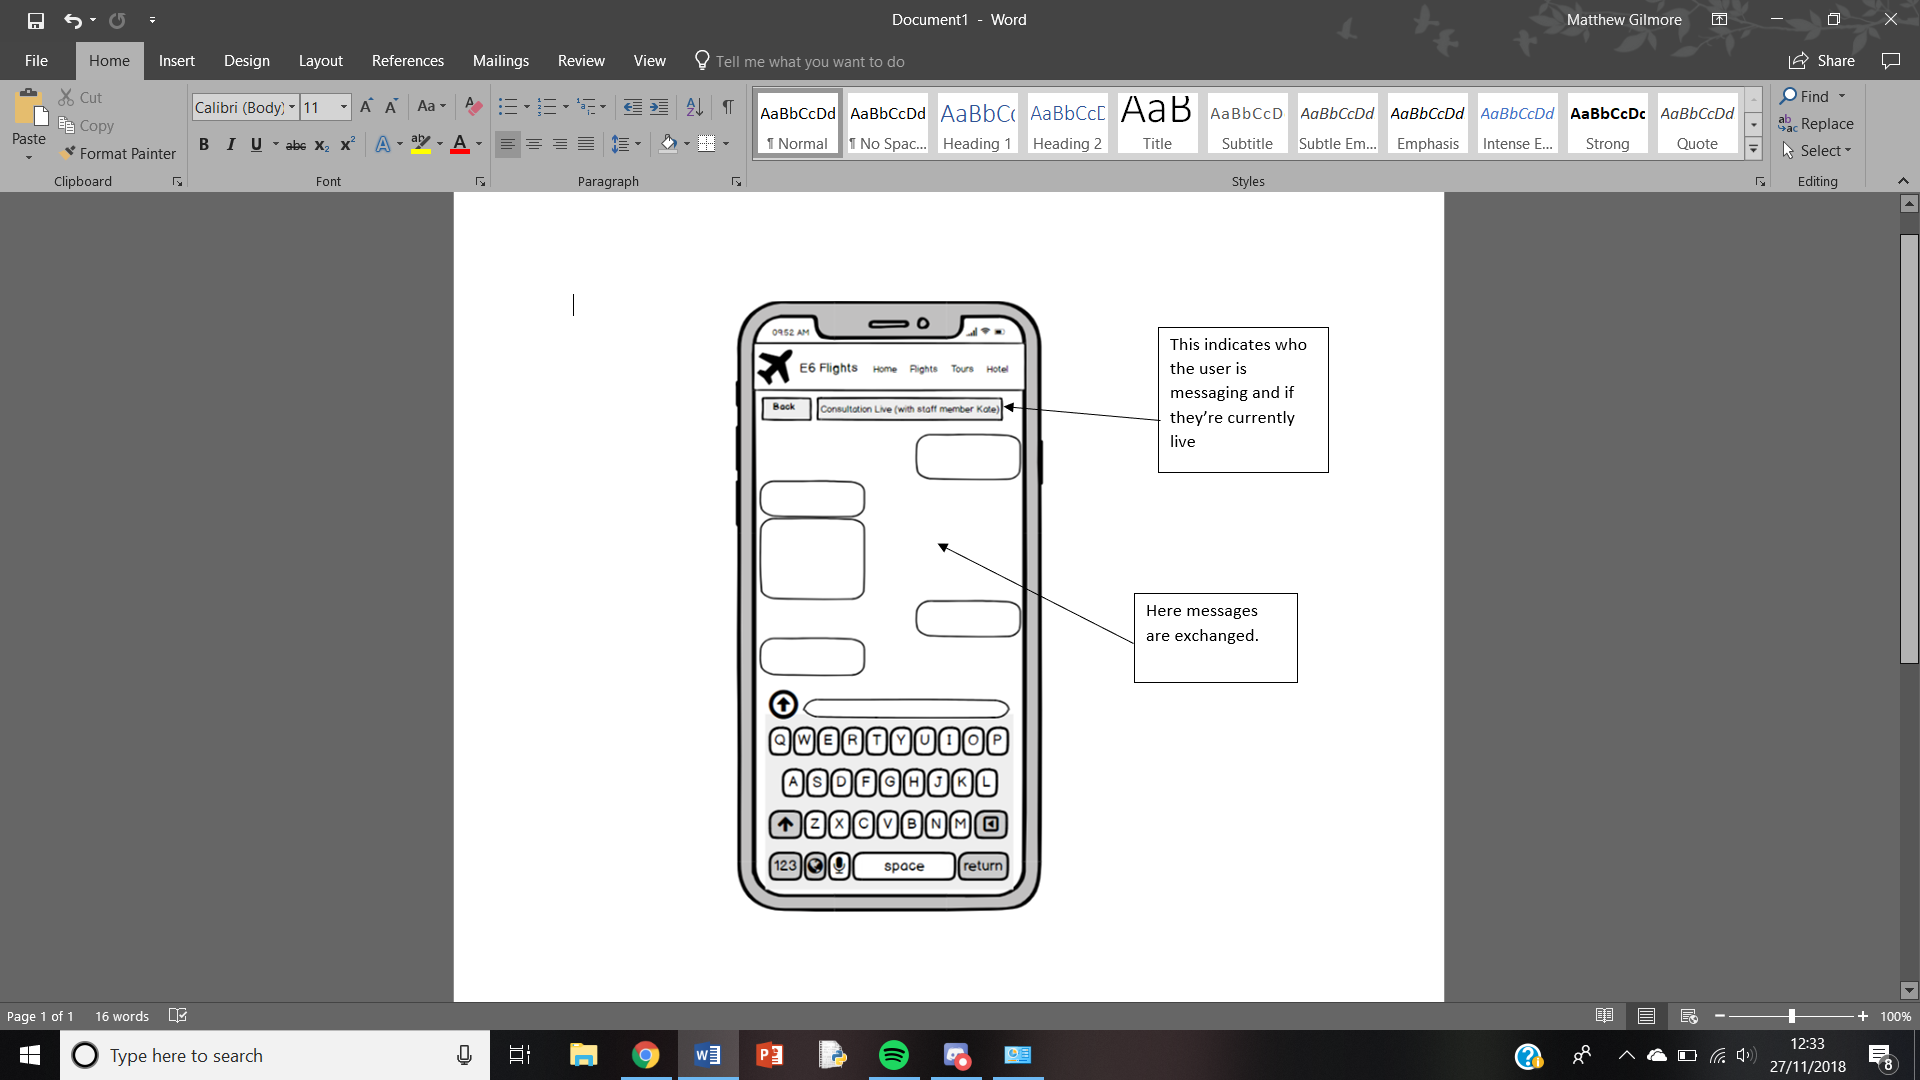 Document1 - Word
Matthew Gilmore
File Home Insert Design Layout References Mailings Review View Tell me what you want to do Share
Paste
Cut
Copy
Format Painter
Clipboard
Calibri (Body) 11
Aa
B I U abc x₂ x²
Font
Paragraph
AaBbCcDd AaBbCcDd AaBbCc AaBbCcD AaB AaBbCcD AaBbCcDd AaBbCcDd AaBbCcDd AaBbCcDc AaBbCcDd
¶ Normal ¶ No Spac... Heading 1 Heading 2 Title Subtitle Subtle Em... Emphasis Intense E... Strong Quote
Styles
Find
Replace
Select
Editing
09:52 AM
E6 Flights Home Flights Tours Hotel
Back Consultation Live (with staff member Kate)
This indicates who
the user is
messaging and if
they’re currently
live
Here messages
are exchanged.
Q W E R T Y U I O P
A S D F G H J K L
Z X C V B N M
123 space return
Page 1 of 1 16 words
100%
Type here to search
12:33
27/11/2018
8